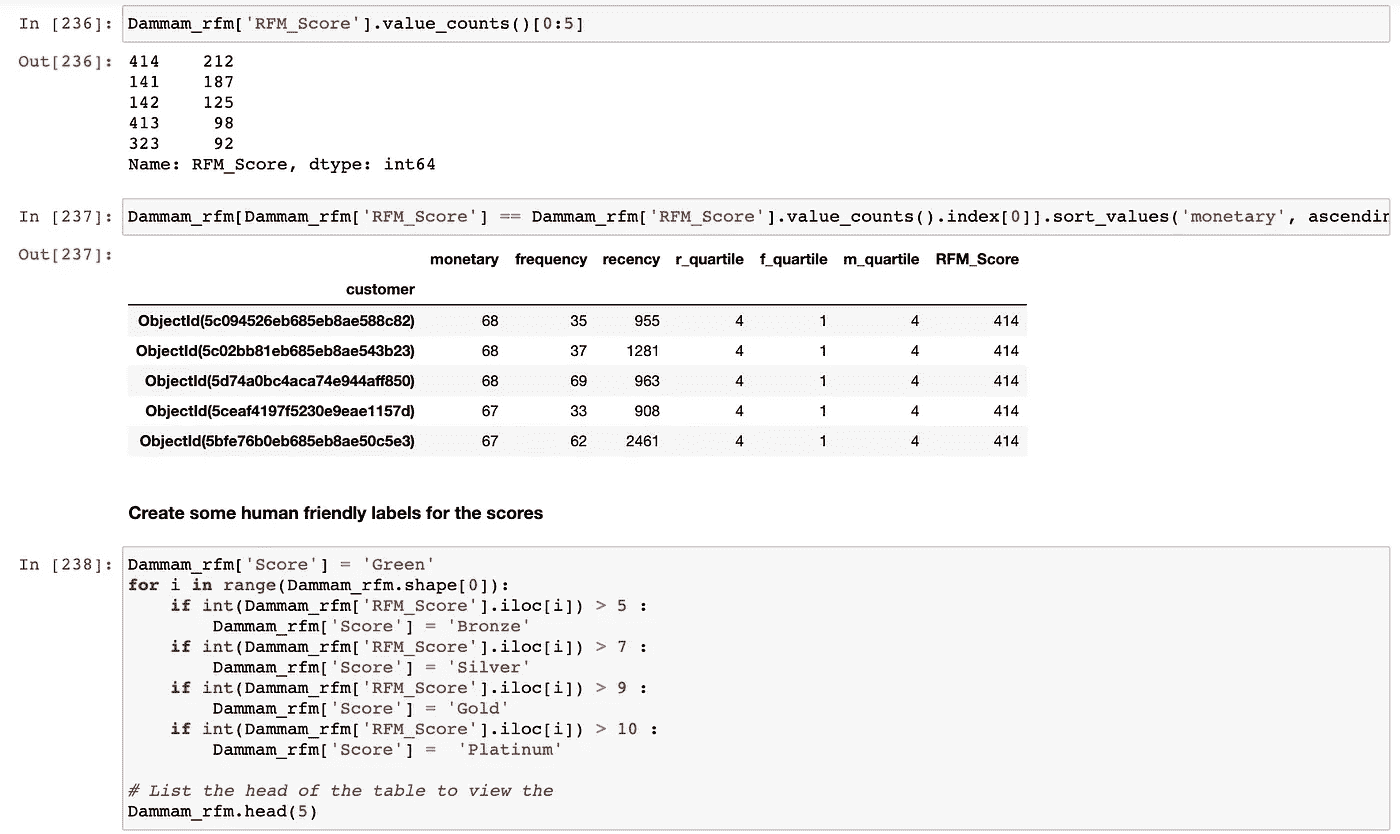 In [236]: Dammam_rfm['RFM_Score'].value_counts()[0:5]
Out[236]: 414 212
141 187
142 125
413 98
323 92
Name: RFM_Score, dtype: int64
In [237]: Dammam_rfm[Dammam_rfm['RFM_Score'] == Dammam_rfm['RFM_Score'].value_counts().index[0]].sort_values('monetary', ascendin
Out[237]:
monetary frequency recency r_quartile f_quartile m_quartile RFM_Score
customer
ObjectId(5c094526eb685eb8ae588c82) 68 35 955 4 1 4 414
ObjectId(5c02bb81eb685eb8ae543b23) 68 37 1281 4 1 4 414
ObjectId(5d74a0bc4aca74e944aff850) 68 69 963 4 1 4 414
ObjectId(5ceaf4197f5230e9eae1157d) 67 33 908 4 1 4 414
ObjectId(5bfe76b0eb685eb8ae50c5e3) 67 62 2461 4 1 4 414
Create some human friendly labels for the scores
In [238]: Dammam_rfm['Score'] = 'Green'
for i in range(Dammam_rfm.shape[0]):
    if int(Dammam_rfm['RFM_Score'].iloc[i]) > 5 :
        Dammam_rfm['Score'] = 'Bronze'
    if int(Dammam_rfm['RFM_Score'].iloc[i]) > 7 :
        Dammam_rfm['Score'] = 'Silver'
    if int(Dammam_rfm['RFM_Score'].iloc[i]) > 9 :
        Dammam_rfm['Score'] = 'Gold'
    if int(Dammam_rfm['RFM_Score'].iloc[i]) > 10 :
        Dammam_rfm['Score'] =  'Platinum'
# List the head of the table to view the
Dammam_rfm.head(5)